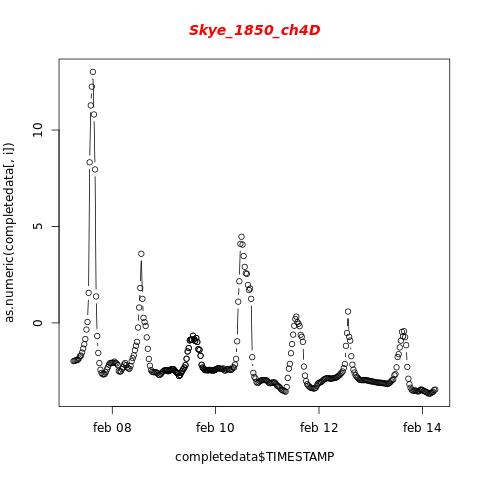 Skye_1850_ch4D
as.numeric(completedata[, i])
10
5
0
feb 08
feb 10
feb 12
feb 14
completedata$TIMESTAMP